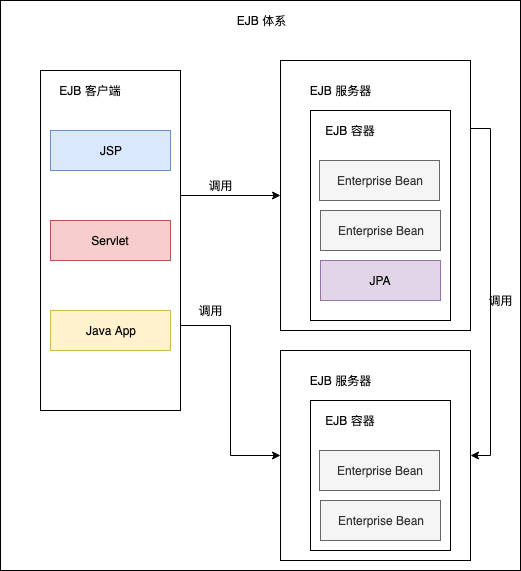 EJB 体系
EJB 客户端
JSP
Servlet
Java App
调用
调用
EJB 服务器
EJB 容器
Enterprise Bean
Enterprise Bean
JPA
调用
EJB 服务器
EJB 容器
Enterprise Bean
Enterprise Bean